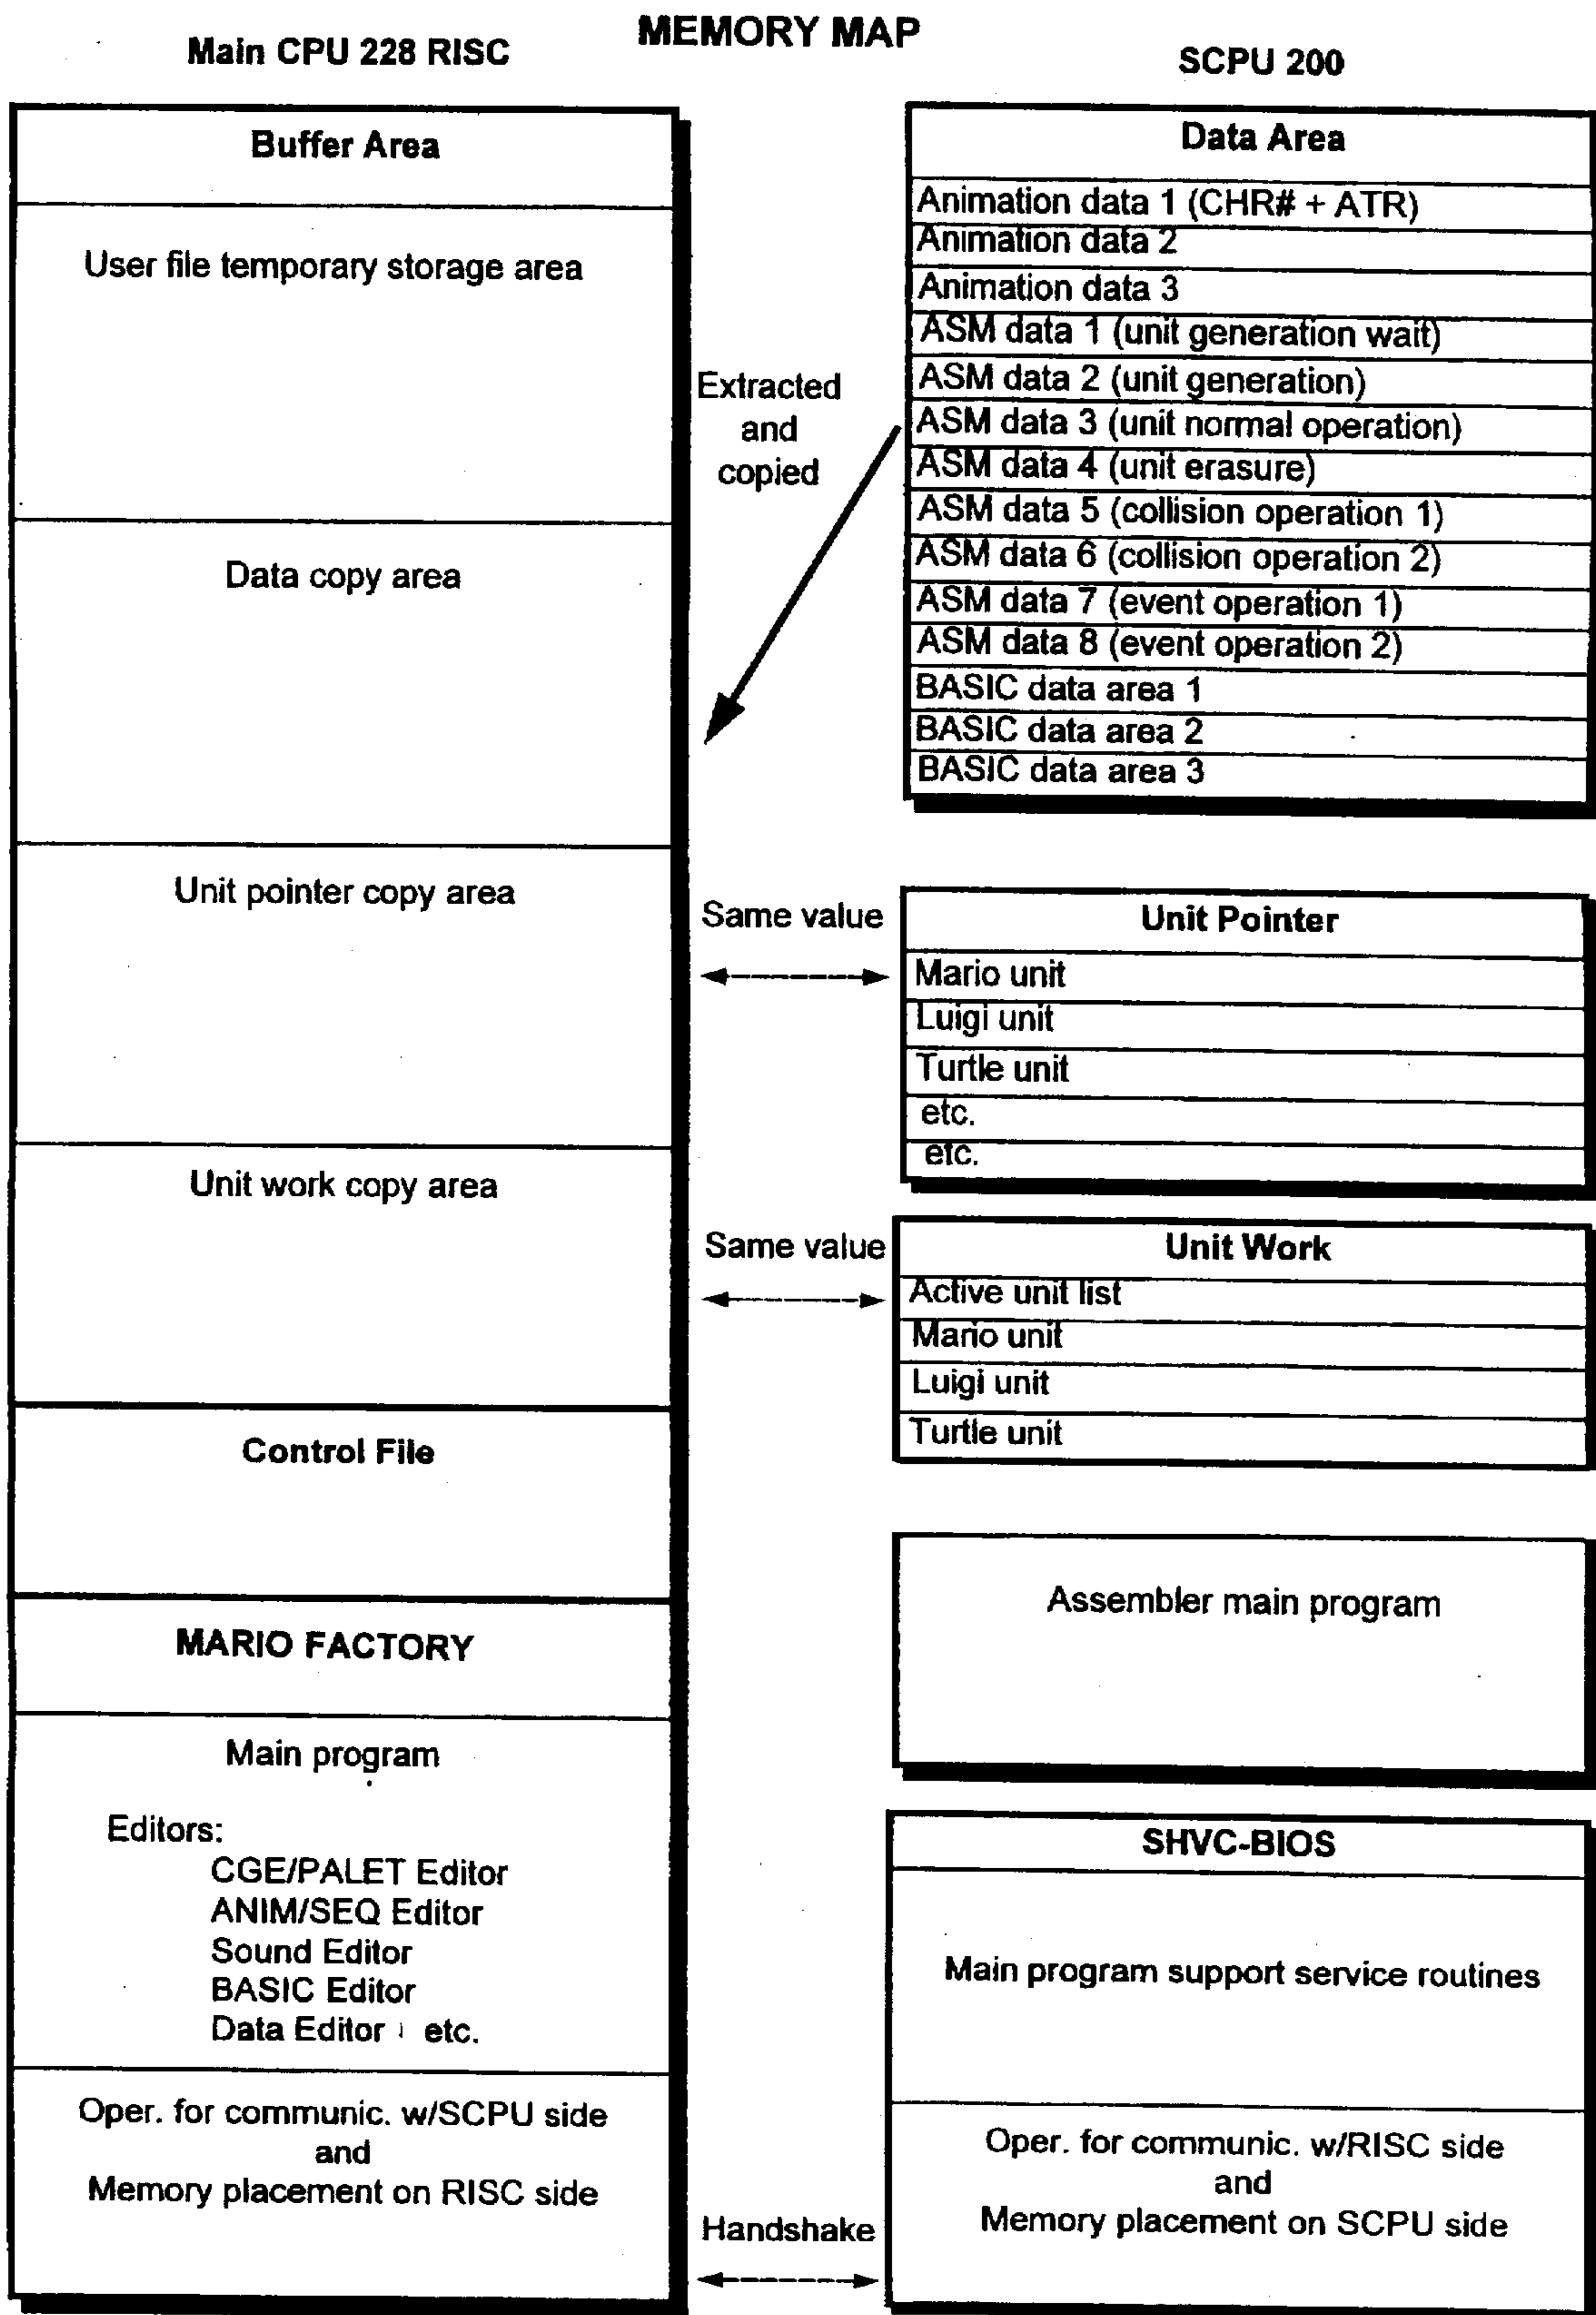 MEMORY MAP
Main CPU 228 RISC
SCPU 200
Buffer Area
User file temporary storage area
Data copy area
Unit pointer copy area
Unit work copy area
Control File
MARIO FACTORY
Main program
Editors:
CGE/PALET Editor
ANIM/SEQ Editor
Sound Editor
BASIC Editor
Data Editor etc.
Oper. for communic. w/SCPU side
and
Memory placement on RISC side
Extracted
and
copied
Same value
Same value
Handshake
Data Area
Animation data 1 (CHR# + ATR)
Animation data 2
Animation data 3
ASM data 1 (unit generation wait)
ASM data 2 (unit generation)
ASM data 3 (unit normal operation)
ASM data 4 (unit erasure)
ASM data 5 (collision operation 1)
ASM data 6 (collision operation 2)
ASM data 7 (event operation 1)
ASM data 8 (event operation 2)
BASIC data area 1
BASIC data area 2
BASIC data area 3
Unit Pointer
Mario unit
Luigi unit
Turtle unit
etc.
etc.
Unit Work
Active unit list
Mario unit
Luigi unit
Turtle unit
Assembler main program
SHVC-BIOS
Main program support service routines
Oper. for communic. w/RISC side
and
Memory placement on SCPU side